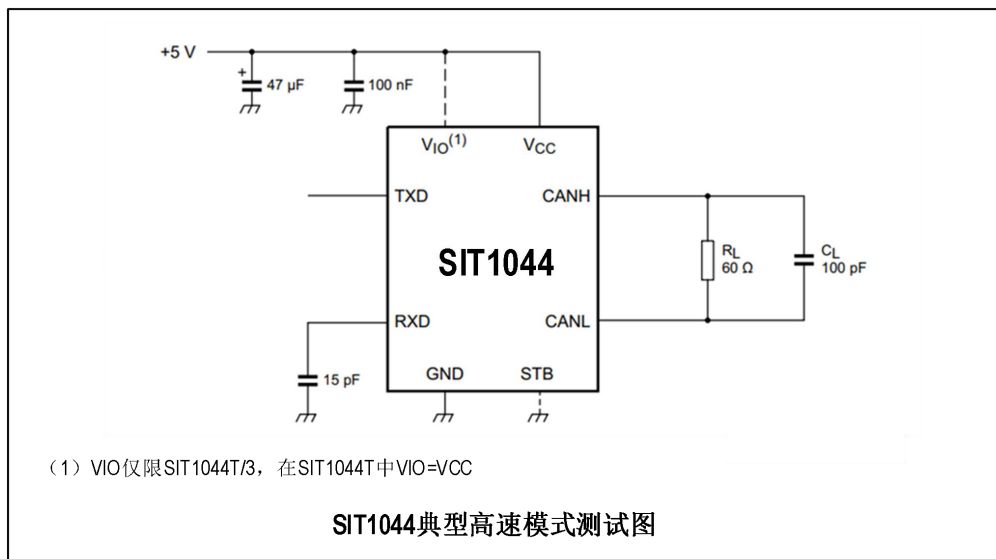 +5 V
+
47 µF
100 nF
VIO(1)
VCC
TXD
CANH
SIT1044
RL
60 Ω
CL
100 pF
RXD
CANL
15 pF
GND
STB
（1）VIO仅限SIT1044T/3，在SIT1044T中VIO=VCC
SIT1044典型高速模式测试图